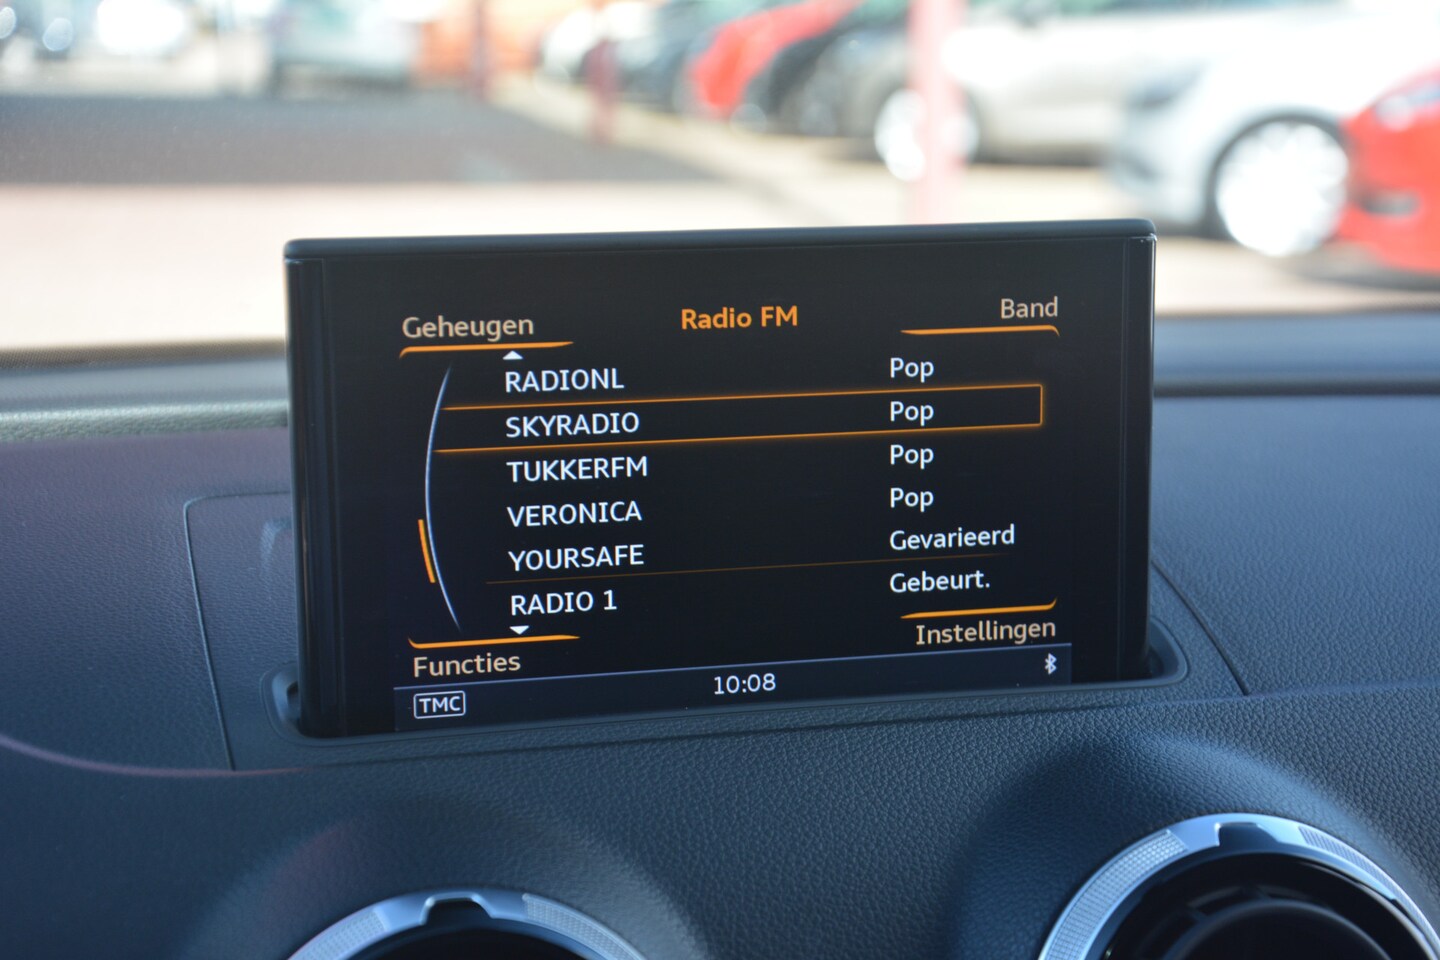 Geheugen Radio FM Band
RADIONL Pop
SKYRADIO Pop
TUKKERFM Pop
VERONICA Pop
YOURSAFE Gevarieerd
RADIO 1 Gebeurt.
Functies Instellingen
TMC 10:08